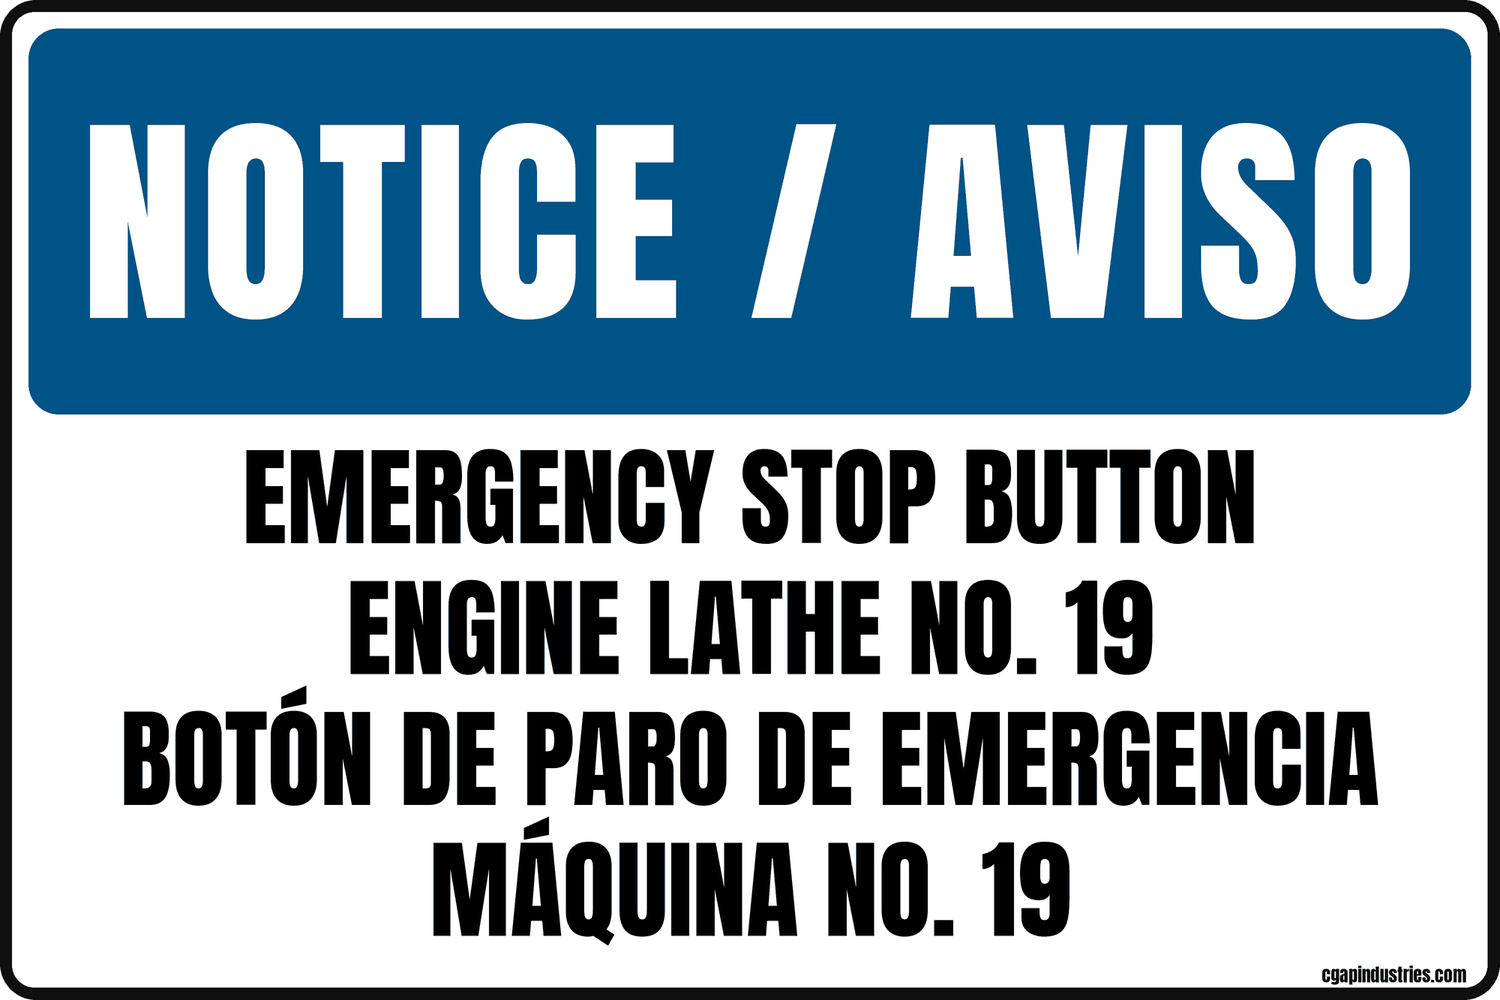 NOTICE / AVISO
EMERGENCY STOP BUTTON
ENGINE LATHE NO. 19
BOTÓN DE PARO DE EMERGENCIA
MÁQUINA NO. 19
cgapindustries.com